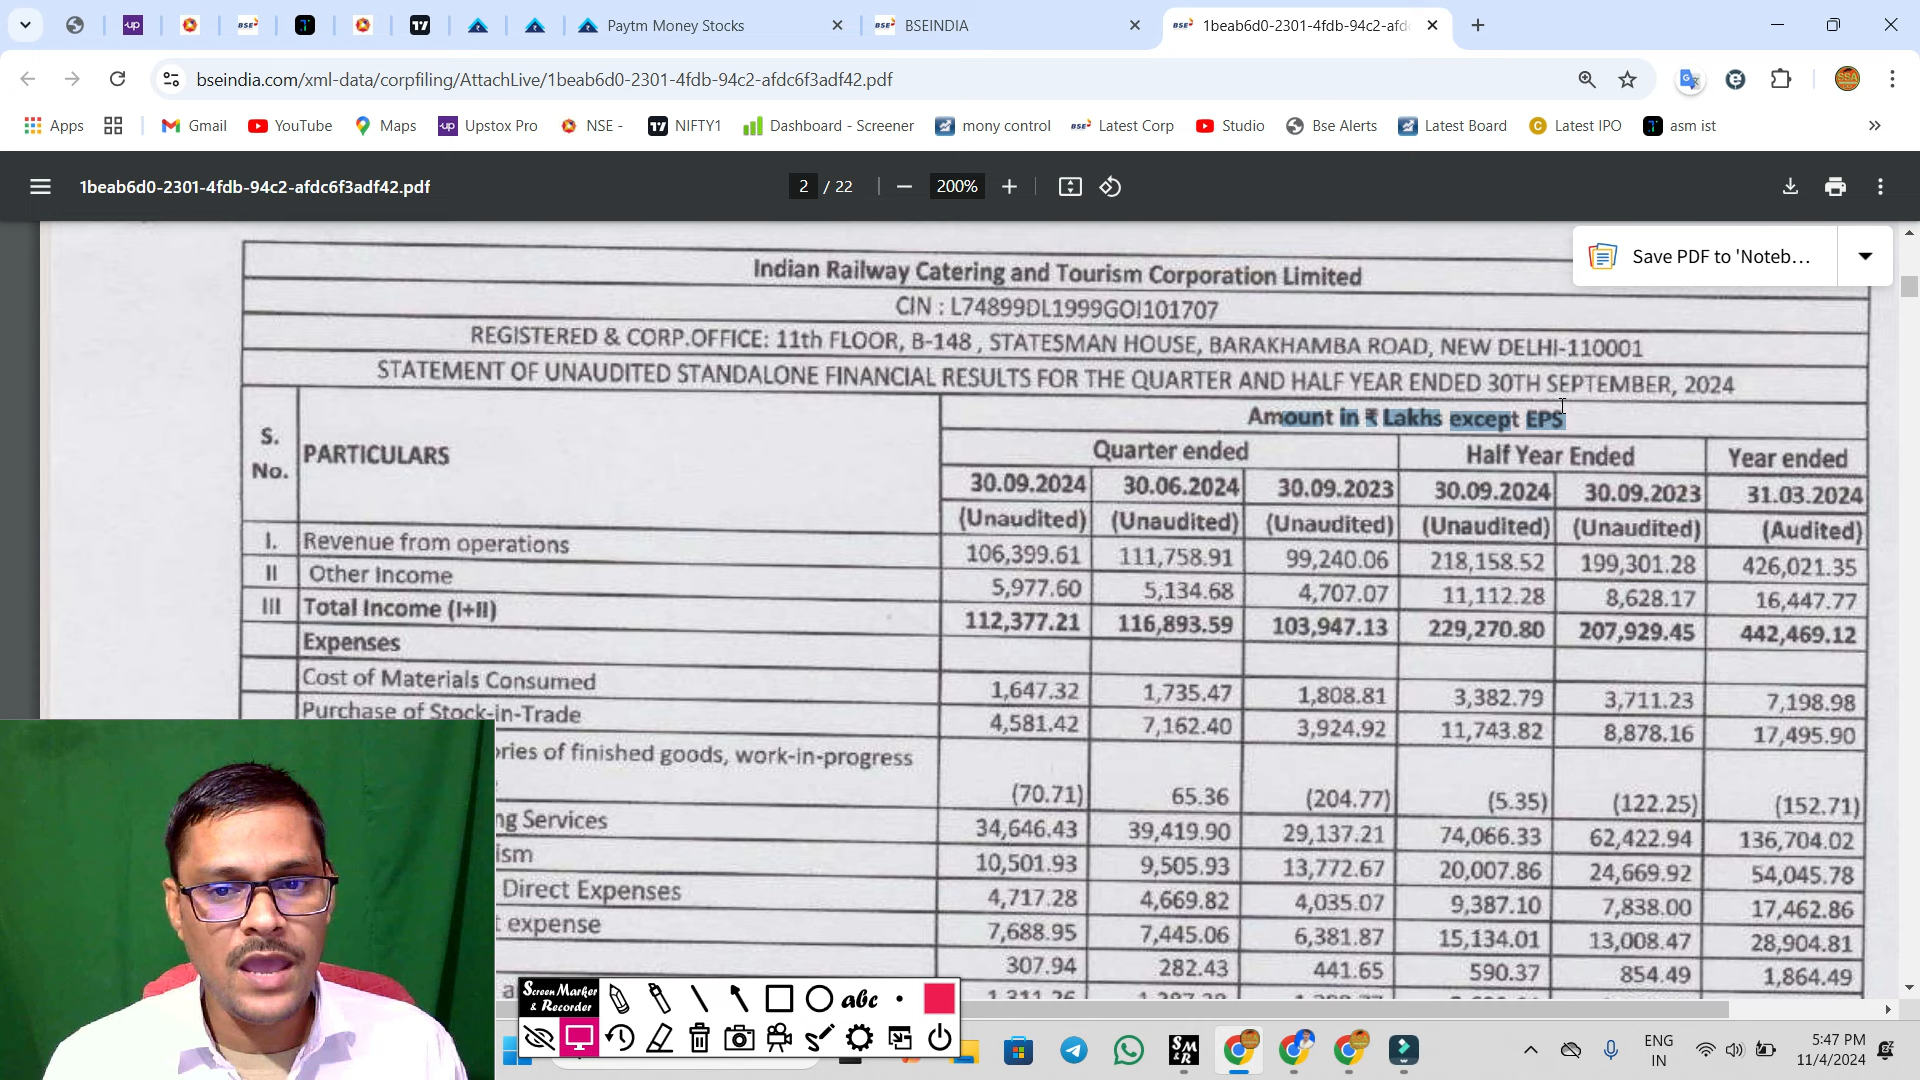 Paytm Money Stocks
BSEINDIA
1beab6d0-2301-4fdb-94c2-afdc
bseindia.com/xml-data/corpfiling/AttachLive/1beab6d0-2301-4fdb-94c2-afdc6f3adf42.pdf
Apps Gmail YouTube Maps Upstox Pro NSE - NIFTY1 Dashboard - Screener mony control Latest Corp Studio Bse Alerts Latest Board Latest IPO asm ist
1beab6d0-2301-4fdb-94c2-afdc6f3adf42.pdf 2 / 22 200%
Save PDF to 'Noteb...
Indian Railway Catering and Tourism Corporation Limited
CIN : L74899DL1999GOI101707
REGISTERED & CORP.OFFICE: 11th FLOOR, B-148 , STATESMAN HOUSE, BARAKHAMBA ROAD, NEW DELHI-110001
STATEMENT OF UNAUDITED STANDALONE FINANCIAL RESULTS FOR THE QUARTER AND HALF YEAR ENDED 30TH SEPTEMBER, 2024
Amount in ₹ Lakhs except EPS
S. No. PARTICULARS Quarter ended Half Year Ended Year ended
30.09.2024 30.06.2024 30.09.2023 30.09.2024 30.09.2023 31.03.2024
(Unaudited) (Unaudited) (Unaudited) (Unaudited) (Unaudited) (Audited)
I. Revenue from operations 106,399.61 111,758.91 99,240.06 218,158.52 199,301.28 426,021.35
II Other Income 5,977.60 5,134.68 4,707.07 11,112.28 8,628.17 16,447.77
III Total Income (I+II) 112,377.21 116,893.59 103,947.13 229,270.80 207,929.45 442,469.12
Expenses
Cost of Materials Consumed 1,647.32 1,735.47 1,808.81 3,382.79 3,711.23 7,198.98
Purchase of Stock-in-Trade 4,581.42 7,162.40 3,924.92 11,743.82 8,878.16 17,495.90
ories of finished goods, work-in-progress
(70.71) 65.36 (204.77) (5.35) (122.25) (152.71)
ng Services 34,646.43 39,419.90 29,137.21 74,066.33 62,422.94 136,704.02
ism 10,501.93 9,505.93 13,772.67 20,007.86 24,669.92 54,045.78
Direct Expenses 4,717.28 4,669.82 4,035.07 9,387.10 7,838.00 17,462.86
t expense 7,688.95 7,445.06 6,381.87 15,134.01 13,008.47 28,904.81
307.94 282.43 441.65 590.37 854.49 1,864.49
Screen Marker & Recorder
abc
SM &R
ENG
IN
5:47 PM
11/4/2024